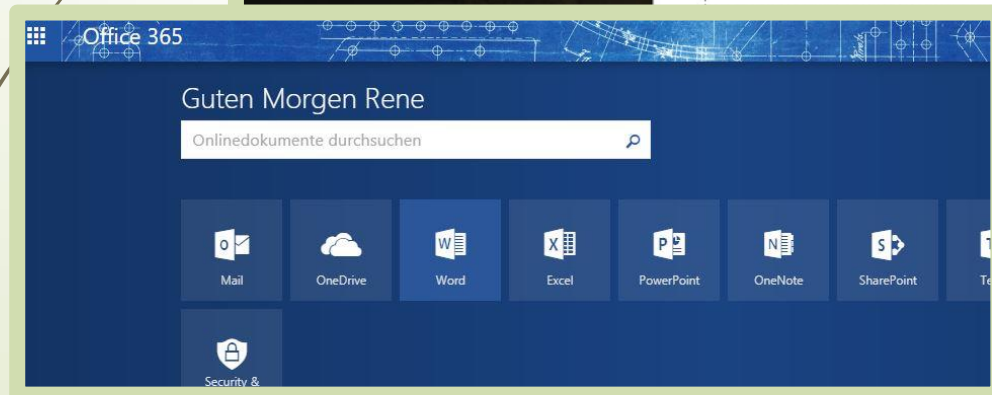 Office 365
Guten Morgen Rene
Onlinedokumente durchsuchen
Mail OneDrive Word Excel PowerPoint OneNote SharePoint
Security &